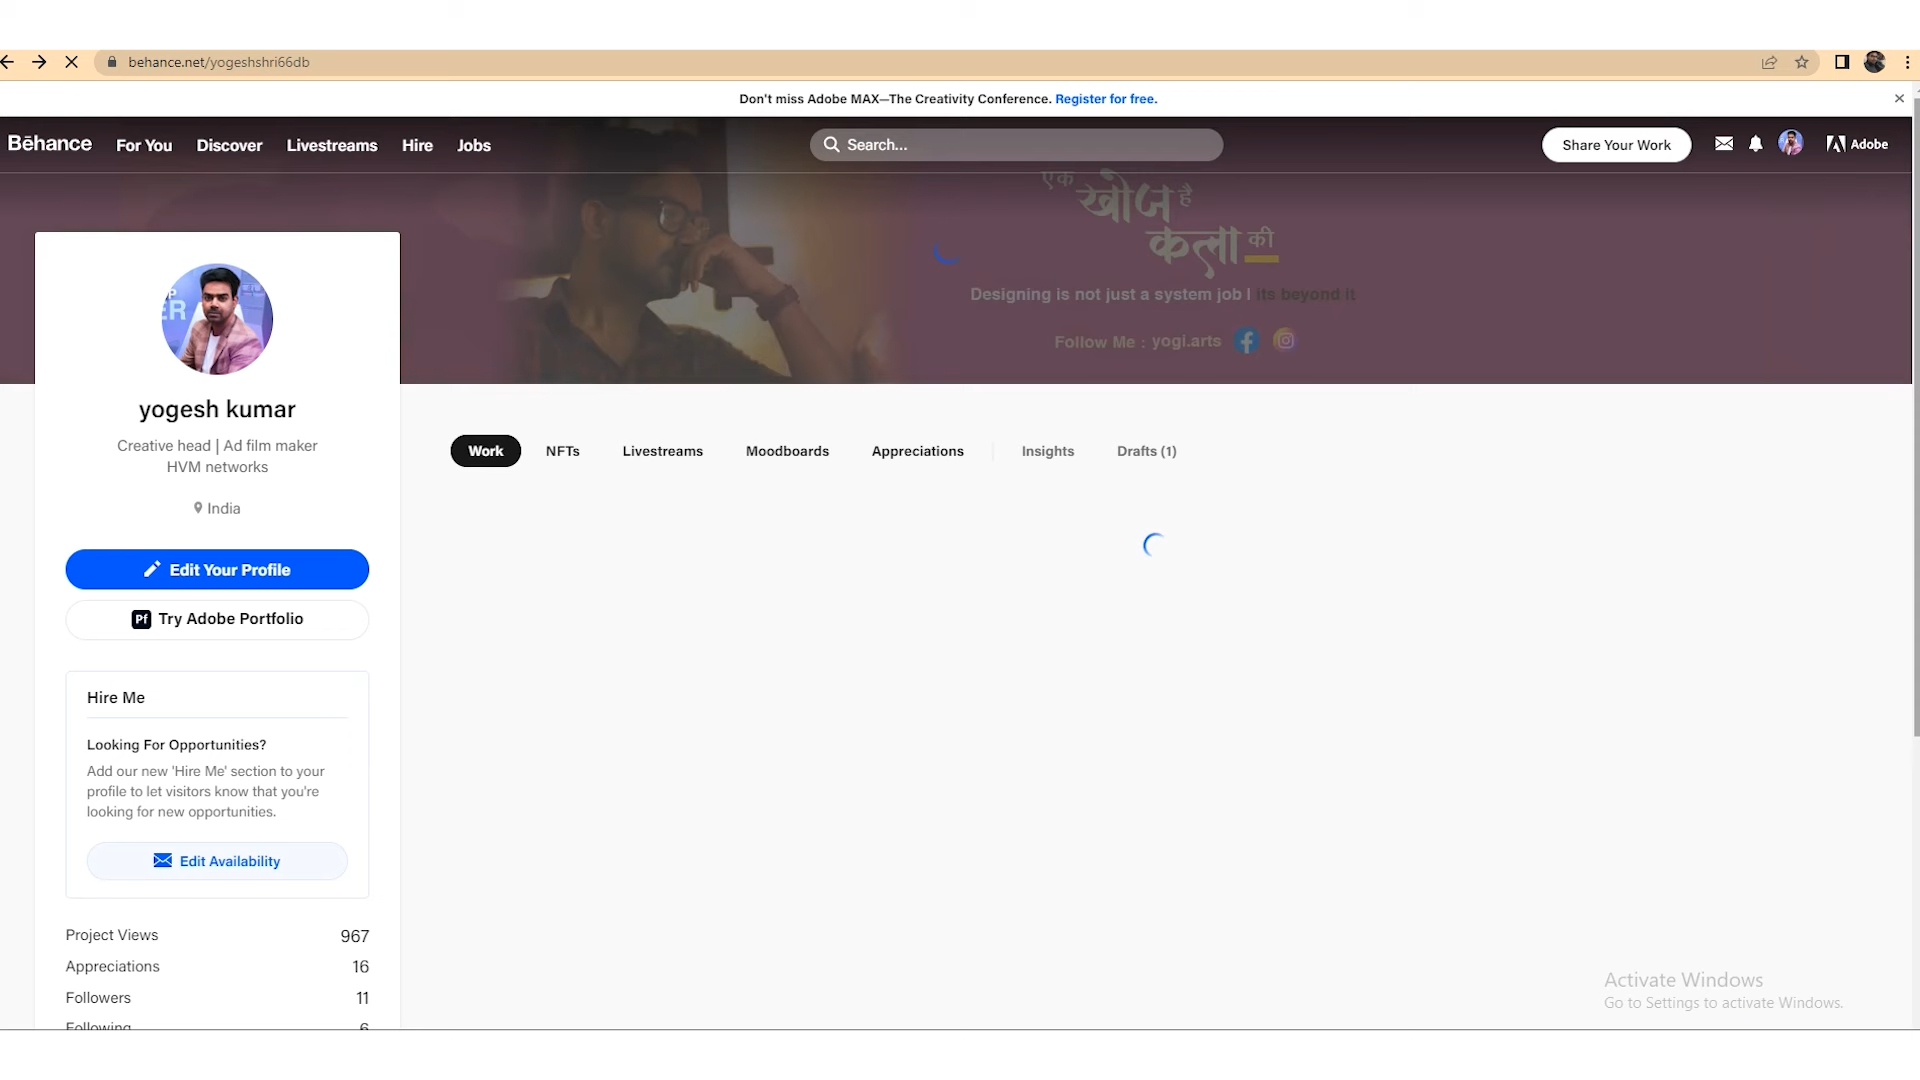 behance.net/yogeshshri66db
Don't miss Adobe MAX—The Creativity Conference. Register for free.
Bēhance For You Discover Livestreams Hire Jobs Search... Share Your Work Adobe
एक
खोज है
कला की
Designing is not just a system job | its beyond it
Follow Me : yogi.arts
yogesh kumar
Creative head | Ad film maker
HVM networks
India
Work NFTs Livestreams Moodboards Appreciations Insights Drafts (1)
Edit Your Profile
Pf Try Adobe Portfolio
Hire Me
Looking For Opportunities?
Add our new 'Hire Me' section to your
profile to let visitors know that you're
looking for new opportunities.
Edit Availability
Project Views 967
Appreciations 16
Followers 11
Following 6
Activate Windows
Go to Settings to activate Windows.